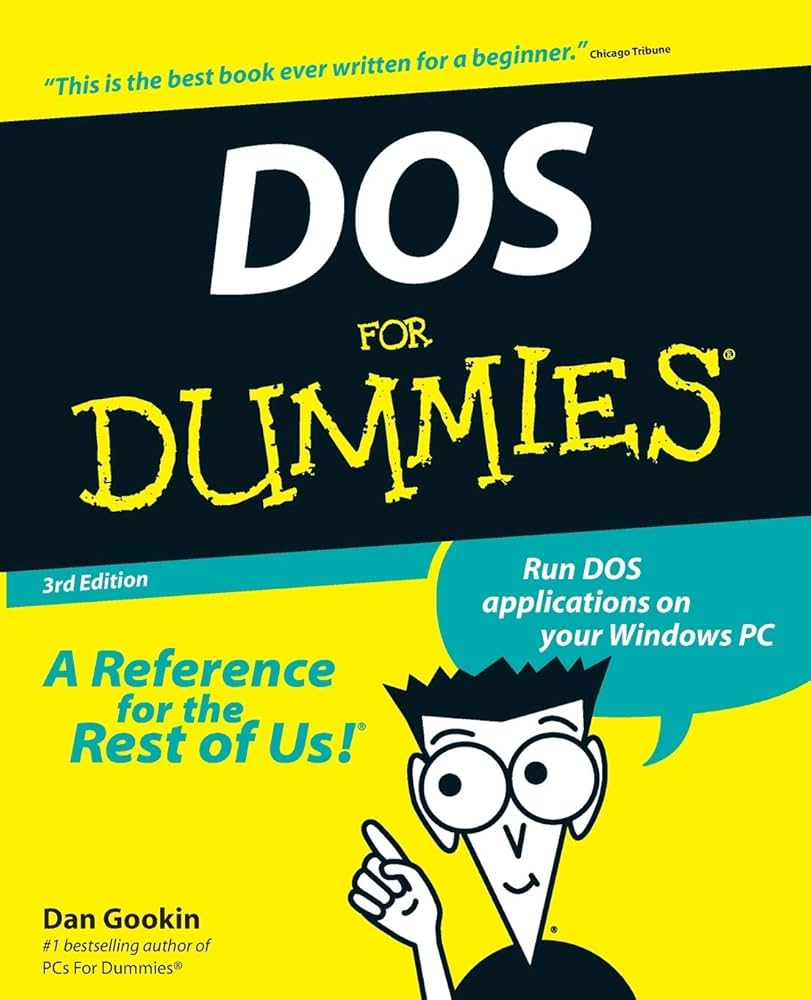 “This is the best book ever written for a beginner.” Chicago Tribune
DOS
FOR
DUMMIES®
3rd Edition
Run DOS
applications on
your Windows PC
A Reference
for the
Rest of Us!®
Dan Gookin
#1 bestselling author of
PCs For Dummies®
®